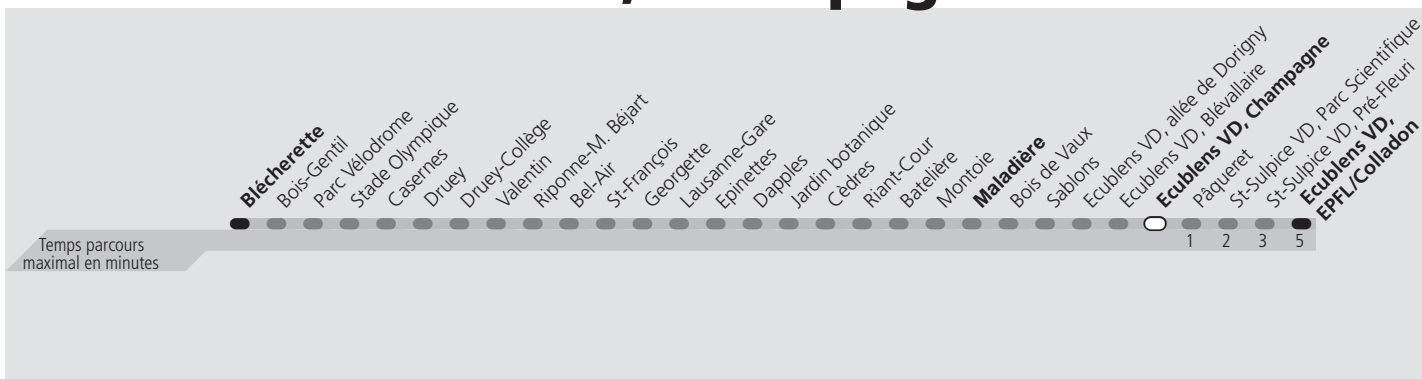 Blécherette
Bois-Gentil
Parc Vélodrome
Stade Olympique
Casernes
Druey
Druey-Collège
Valentin
Riponne-M. Béjart
Bel-Air
St-François
Georgette
Lausanne-Gare
Epinettes
Dapples
Jardin botanique
Cèdres
Riant-Cour
Batelière
Montoie
Maladière
Bois de Vaux
Sablons
Ecublens VD, allée de Dorigny
Ecublens VD, Blévallaire
Ecublens VD, Champagne
Pâqueret
St-Sulpice VD, Parc Scientifique
St-Sulpice VD, Pré-Fleuri
Ecublens VD,
EPFL/Colladon
Temps parcours
maximal en minutes
1 2 3 5